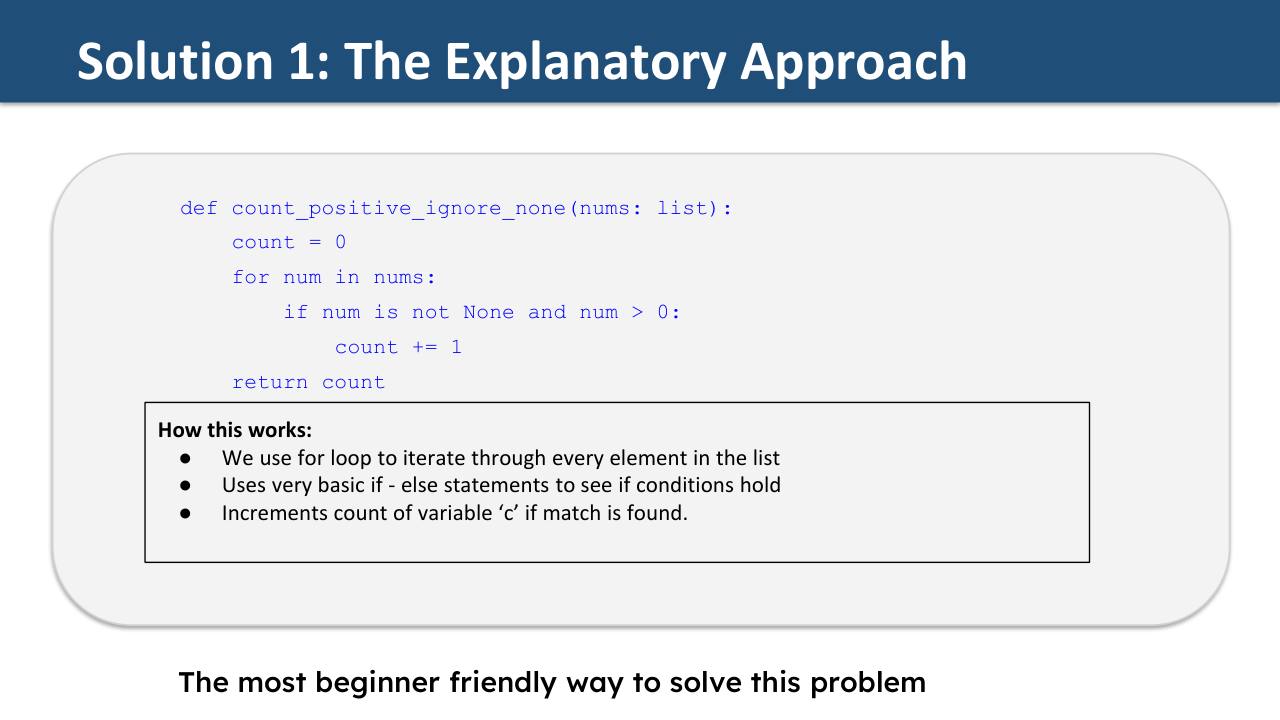 Solution 1: The Explanatory Approach
def count_positive_ignore_none(nums: list):
    count = 0
    for num in nums:
        if num is not None and num > 0:
            count += 1
    return count
How this works:
● We use for loop to iterate through every element in the list
● Uses very basic if - else statements to see if conditions hold
● Increments count of variable ‘c’ if match is found.
The most beginner friendly way to solve this problem